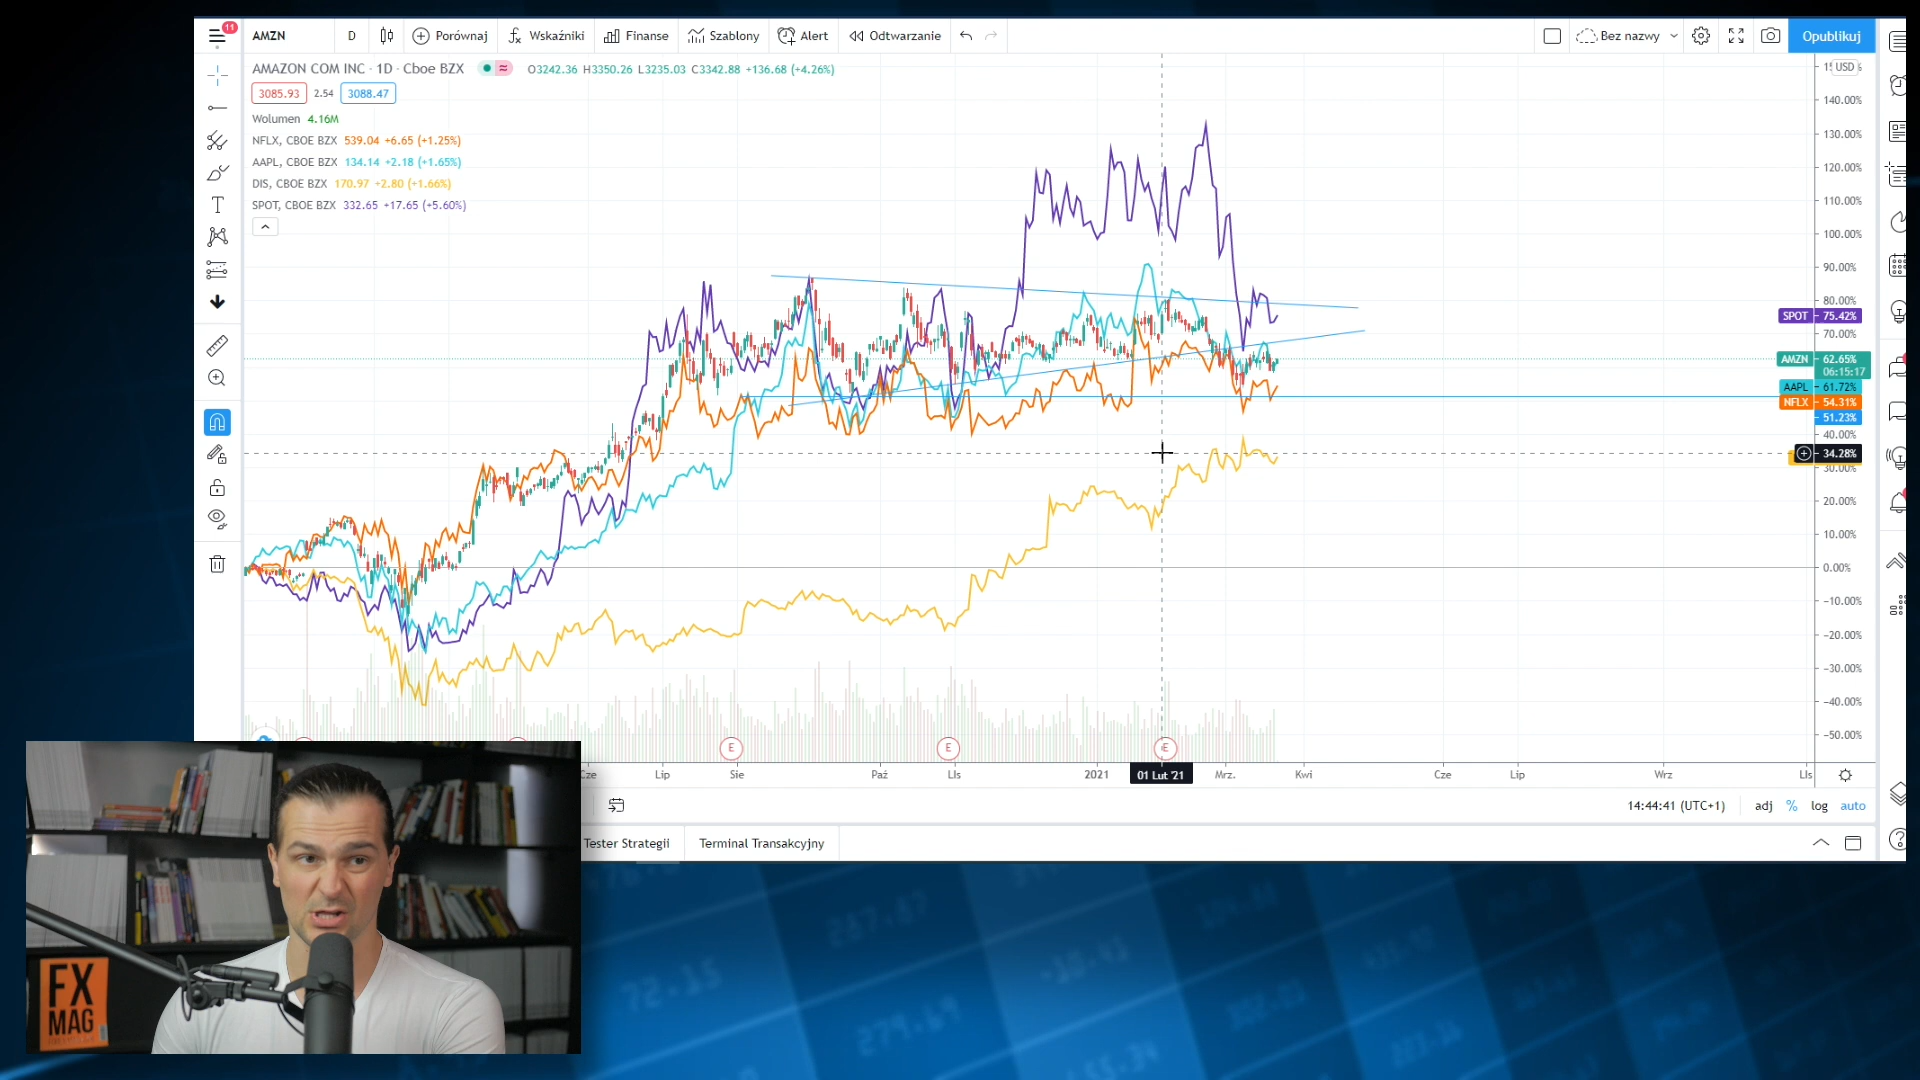 11
AMZN D Porównaj Wskaźniki Finanse Szablony Alert Odtwarzanie Bez nazwy Opublikuj
AMAZON COM INC · 1D · Cboe BZX O3242.36 H3350.26 L3235.03 C3342.88 +136.68 (+4.26%)
3085.93 2.54 3088.47
Wolumen 4.16M
NFLX, CBOE BZX 539.04 +6.65 (+1.25%)
AAPL, CBOE BZX 134.14 +2.18 (+1.65%)
DIS, CBOE BZX 170.97 +2.80 (+1.66%)
SPOT, CBOE BZX 332.65 +17.65 (+5.60%)
USD
140.00%
130.00%
120.00%
110.00%
100.00%
90.00%
80.00%
SPOT 75.42%
70.00%
AMZN 62.65%
06:15:17
AAPL 61.72%
NFLX 54.31%
51.23%
40.00%
34.28%
30.00%
20.00%
10.00%
0.00%
−10.00%
−20.00%
−30.00%
−40.00%
−50.00%
E E E
Cze Lip Sie Paź Lis 2021 01 Lut '21 Mrz. Kwi Cze Lip Wrz Lis
14:44:41 (UTC+1) adj % log auto
Tester Strategii Terminal Transakcyjny
FX
MAG